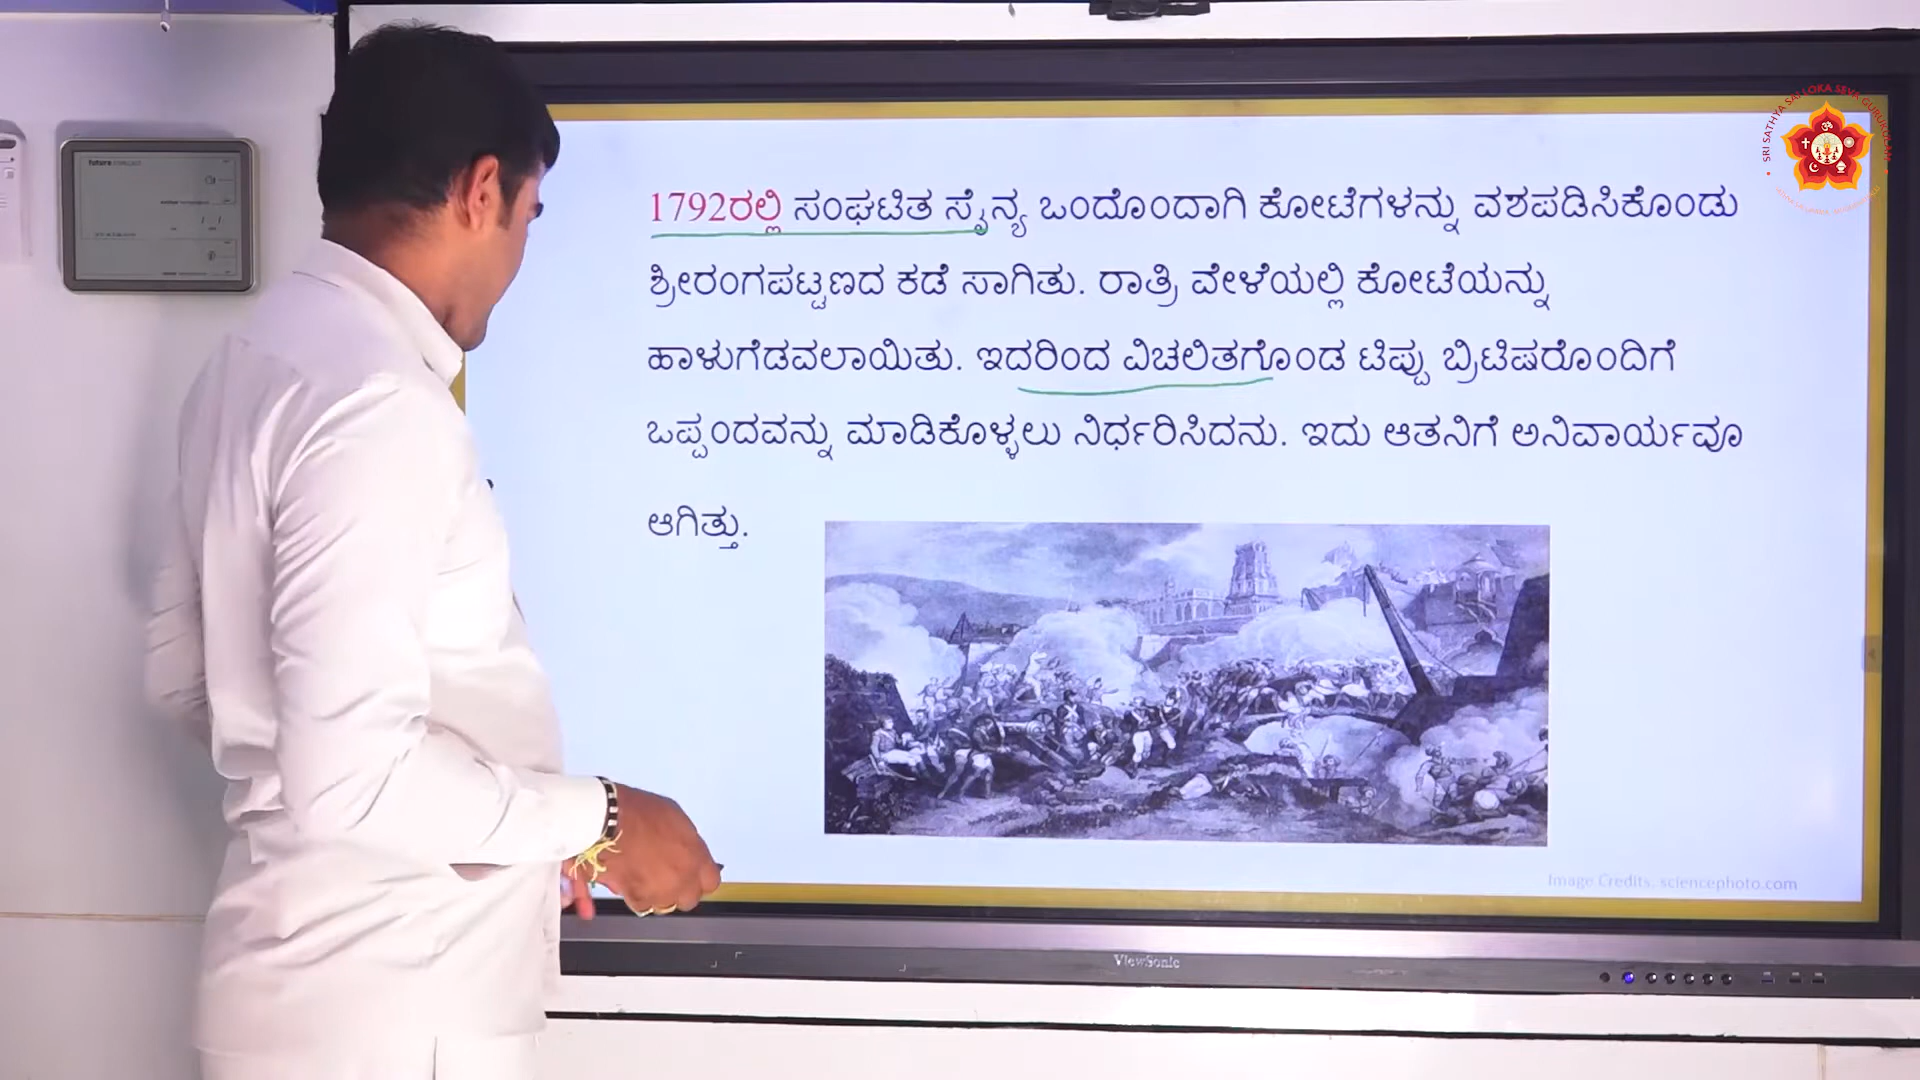 SRI SATHYA SAI LOKA SEVA GURUKULAM
1792ರಲ್ಲಿ ಸಂಘಟಿತ ಸೈನ್ಯ ಒಂದೊಂದಾಗಿ ಕೋಟೆಗಳನ್ನು ವಶಪಡಿಸಿಕೊಂಡು
ಶ್ರೀರಂಗಪಟ್ಟಣದ ಕಡೆ ಸಾಗಿತು. ರಾತ್ರಿ ವೇಳೆಯಲ್ಲಿ ಕೋಟೆಯನ್ನು
ಹಾಳುಗೆಡವಲಾಯಿತು. ಇದರಿಂದ ವಿಚಲಿತಗೊಂಡ ಟಿಪ್ಪು ಬ್ರಿಟಿಷರೊಂದಿಗೆ
ಒಪ್ಪಂದವನ್ನು ಮಾಡಿಕೊಳ್ಳಲು ನಿರ್ಧರಿಸಿದನು. ಇದು ಆತನಿಗೆ ಅನಿವಾರ್ಯವೂ
ಆಗಿತ್ತು.
Image Credits: sciencephoto.com
ViewSonic